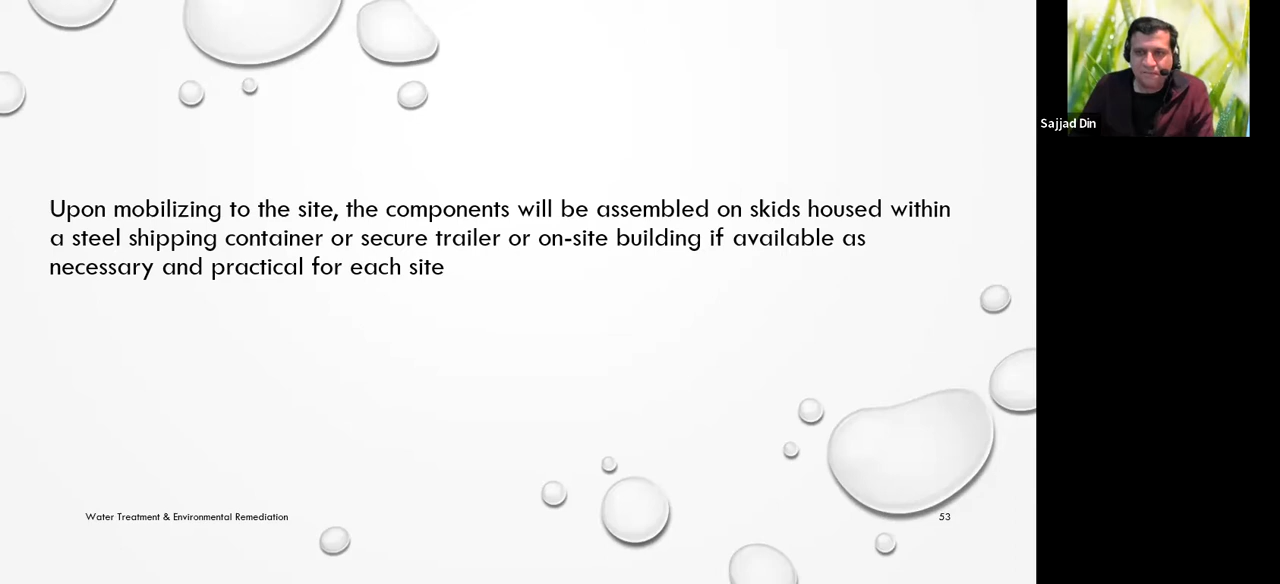 Upon mobilizing to the site, the components will be assembled on skids housed within
a steel shipping container or secure trailer or on-site building if available as
necessary and practical for each site
Water Treatment & Environmental Remediation
53
Sajjad Din